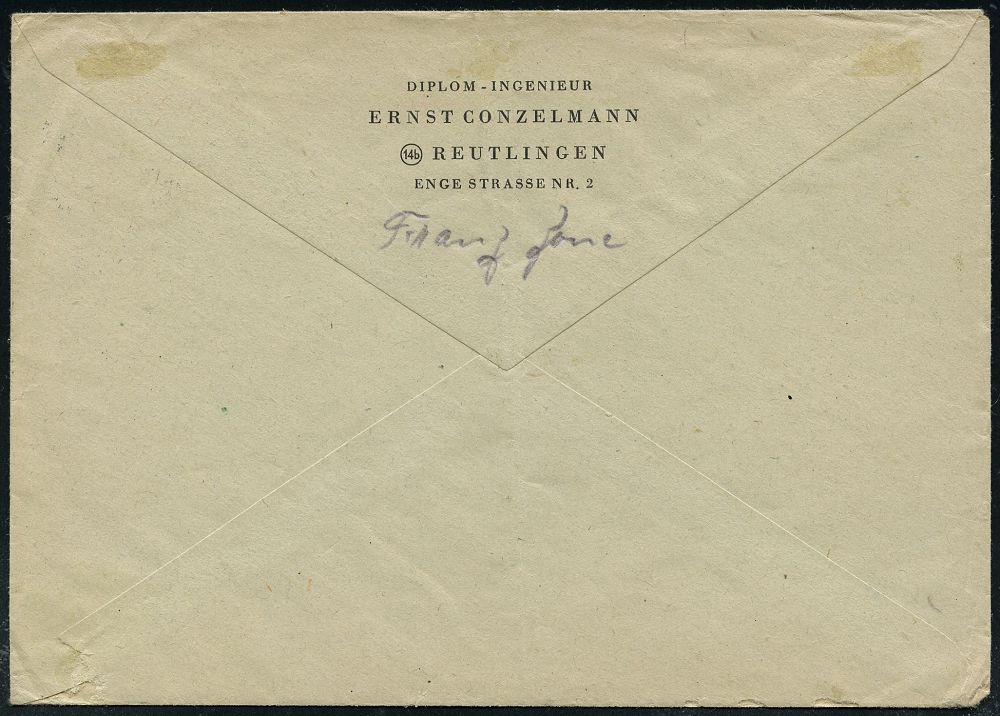 DIPLOM-INGENIEUR
ERNST CONZELMANN
14b REUTLINGEN
ENGE STRASSE NR. 2
Franz Zone